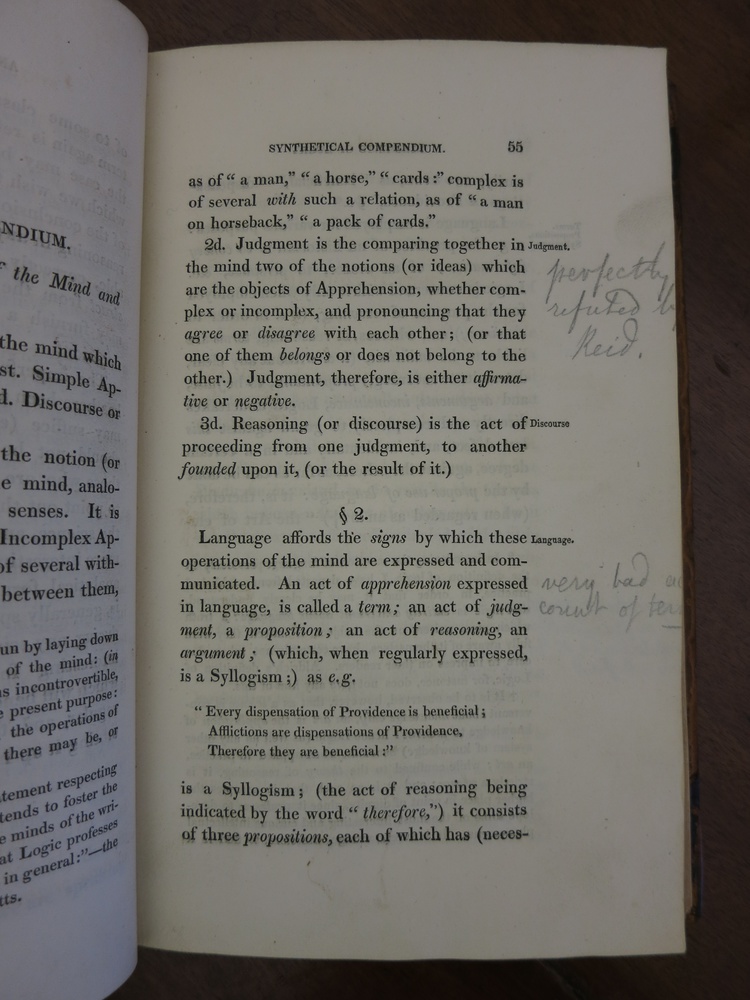 NDIUM.
the Mind and
the mind which
st. Simple Ap-
d. Discourse or
the notion (or
e mind, analo-
senses. It is
Incomplex Ap-
of several with-
between them,
un by laying down
of the mind: (in
s incontrovertible,
e present purpose:
the operations of
there may be, or
tement respecting
tends to foster the
e minds of the wri-
at Logic professes
in general:"—the
tts.
SYNTHETICAL COMPENDIUM. 55
as of "a man," "a horse," "cards:" complex is
of several with such a relation, as of "a man
on horseback," "a pack of cards."
2d. Judgment is the comparing together in Judgment.
the mind two of the notions (or ideas) which
are the objects of Apprehension, whether com-
plex or incomplex, and pronouncing that they
agree or disagree with each other; (or that
one of them belongs or does not belong to the
other.) Judgment, therefore, is either affirma-
tive or negative.
perfectly
refuted b
Reid.
3d. Reasoning (or discourse) is the act of Discourse
proceeding from one judgment, to another
founded upon it, (or the result of it.)
§ 2.
Language affords the signs by which these Language.
operations of the mind are expressed and com-
municated. An act of apprehension expressed
in language, is called a term; an act of judg-
ment, a proposition; an act of reasoning, an
argument; (which, when regularly expressed,
is a Syllogism;) as e.g.
very bad ac
count of ter
"Every dispensation of Providence is beneficial;
Afflictions are dispensations of Providence,
Therefore they are beneficial:"
is a Syllogism; (the act of reasoning being
indicated by the word "therefore,") it consists
of three propositions, each of which has (neces-